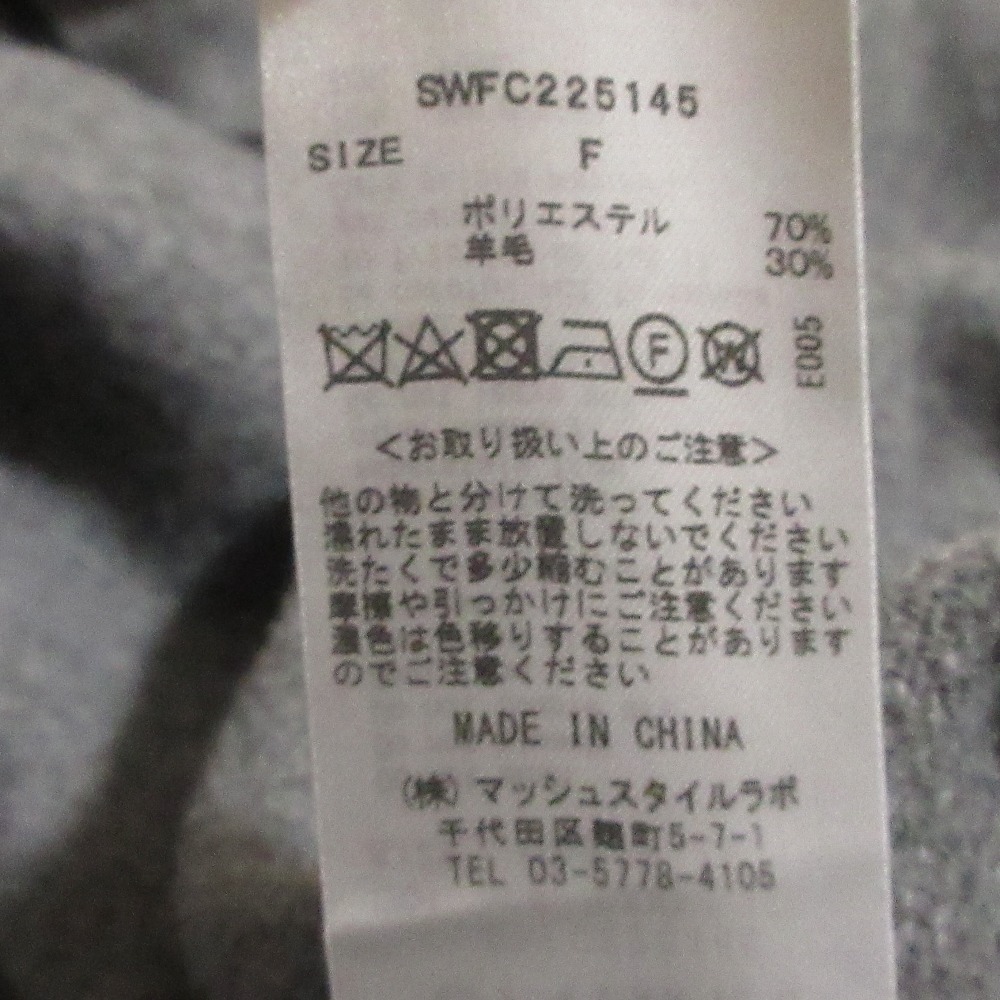 SWFC225145
SIZE F
ポリエステル 70%
羊毛 30%
F
W
E005
<お取り扱い上のご注意>
他の物と分けて洗ってください
濡れたまま放置しないでください
洗たくで多少縮むことがあります
摩擦や引っかけにご注意ください
濃色は色移りすることがあります
のでご注意ください
MADE IN CHINA
(株)マッシュスタイルラボ
千代田区麹町5-7-1
TEL 03-5778-4105